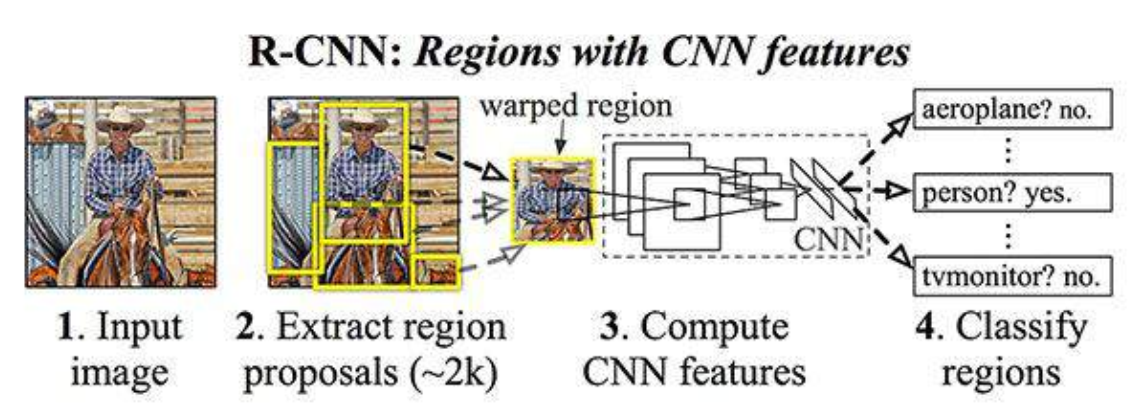 R-CNN: Regions with CNN features
warped region
aeroplane? no.
person? yes.
tvmonitor? no.
CNN
1. Input
image
2. Extract region
proposals (~2k)
3. Compute
CNN features
4. Classify
regions